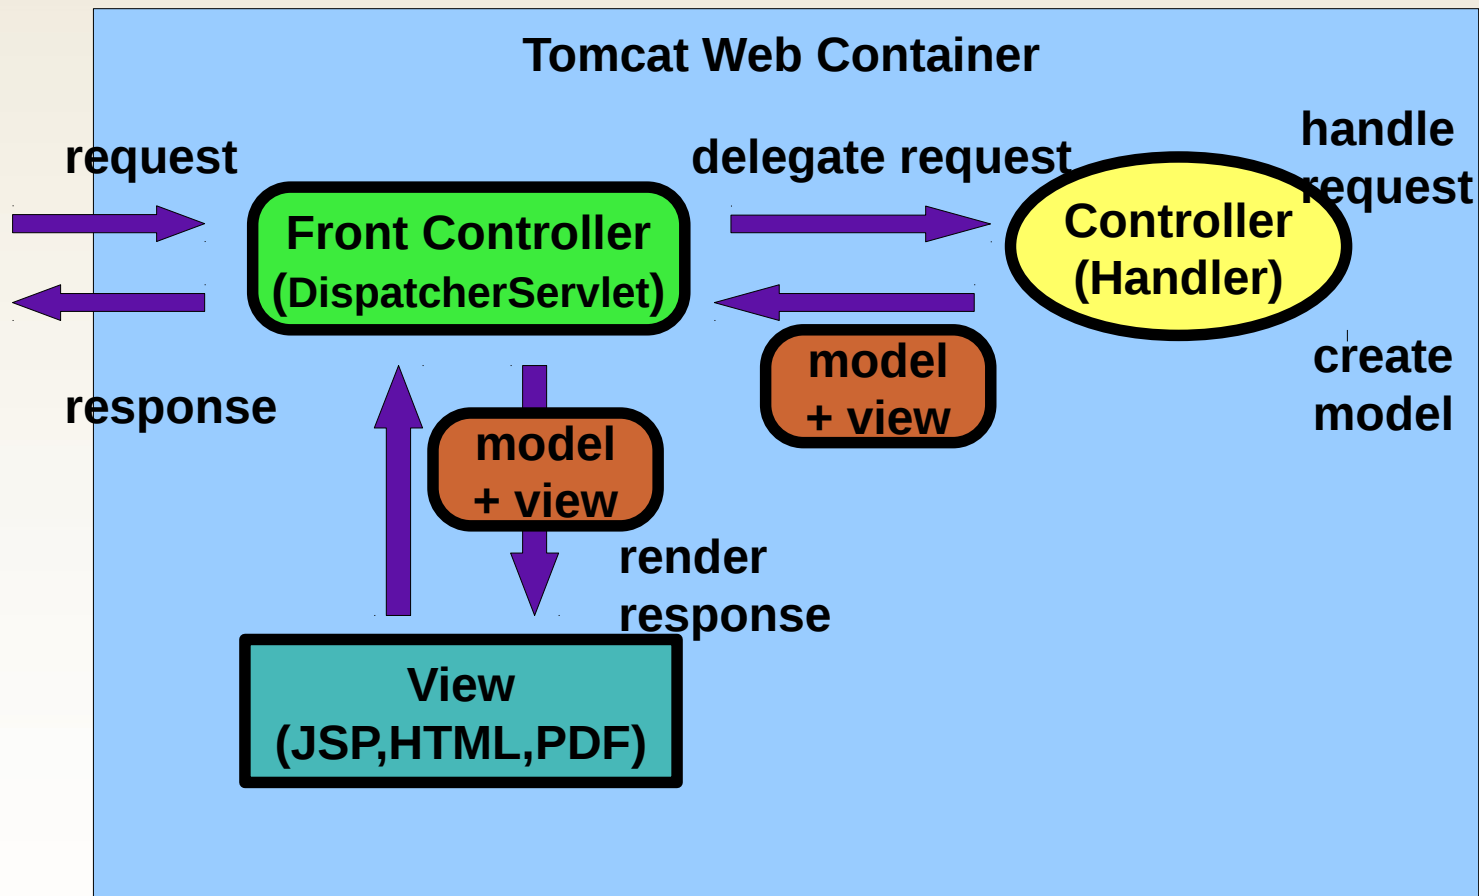 Tomcat Web Container
request
delegate request
handle
request
Front Controller
(DispatcherServlet)
Controller
(Handler)
response
model
+ view
create
model
model
+ view
render
response
View
(JSP,HTML,PDF)